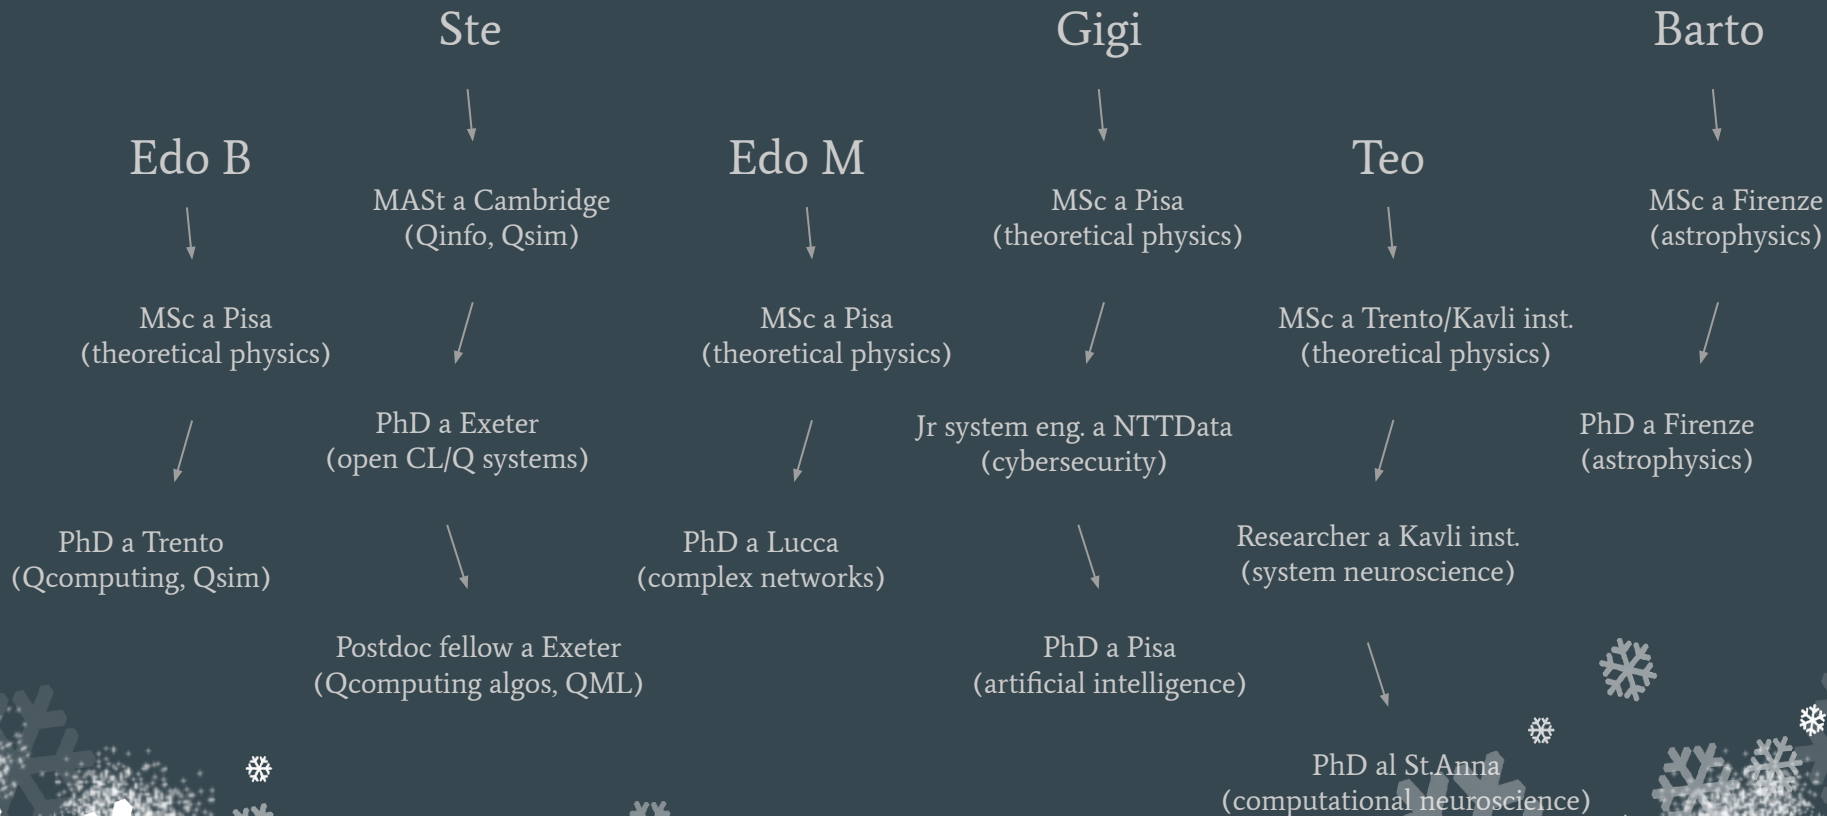 Ste
Gigi
Barto
Edo B
Edo M
Teo
MASt a Cambridge
(Qinfo, Qsim)
MSc a Pisa
(theoretical physics)
MSc a Firenze
(astrophysics)
MSc a Pisa
(theoretical physics)
MSc a Pisa
(theoretical physics)
MSc a Trento/Kavli inst.
(theoretical physics)
PhD a Exeter
(open CL/Q systems)
Jr system eng. a NTTData
(cybersecurity)
PhD a Firenze
(astrophysics)
PhD a Trento
(Qcomputing, Qsim)
PhD a Lucca
(complex networks)
Researcher a Kavli inst.
(system neuroscience)
Postdoc fellow a Exeter
(Qcomputing algos, QML)
PhD a Pisa
(artificial intelligence)
PhD al St.Anna
(computational neuroscience)